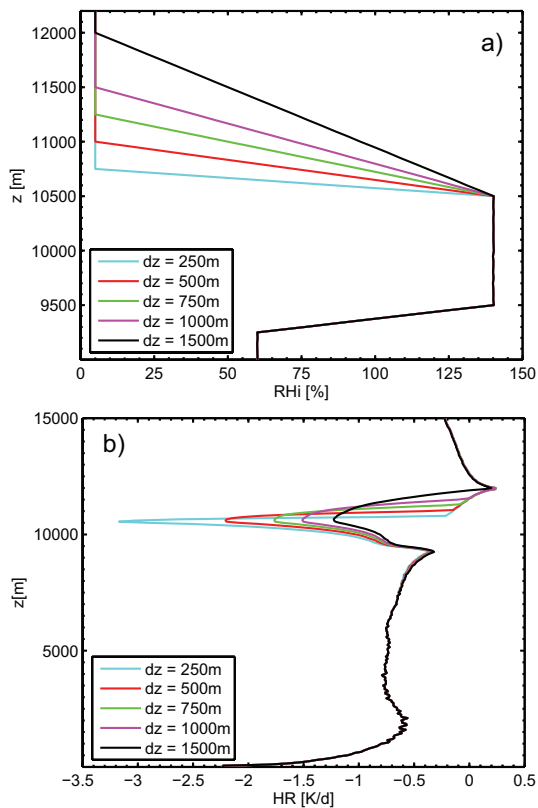 a)
12000
11500
11000
10500
10000
9500
z [m]
dz = 250m
dz = 500m
dz = 750m
dz = 1000m
dz = 1500m
0 25 50 75 100 125 150
RHi [%]
b)
15000
10000
5000
z[m]
dz = 250m
dz = 500m
dz = 750m
dz = 1000m
dz = 1500m
−3.5 −3 −2.5 −2 −1.5 −1 −0.5 0 0.5
HR [K/d]